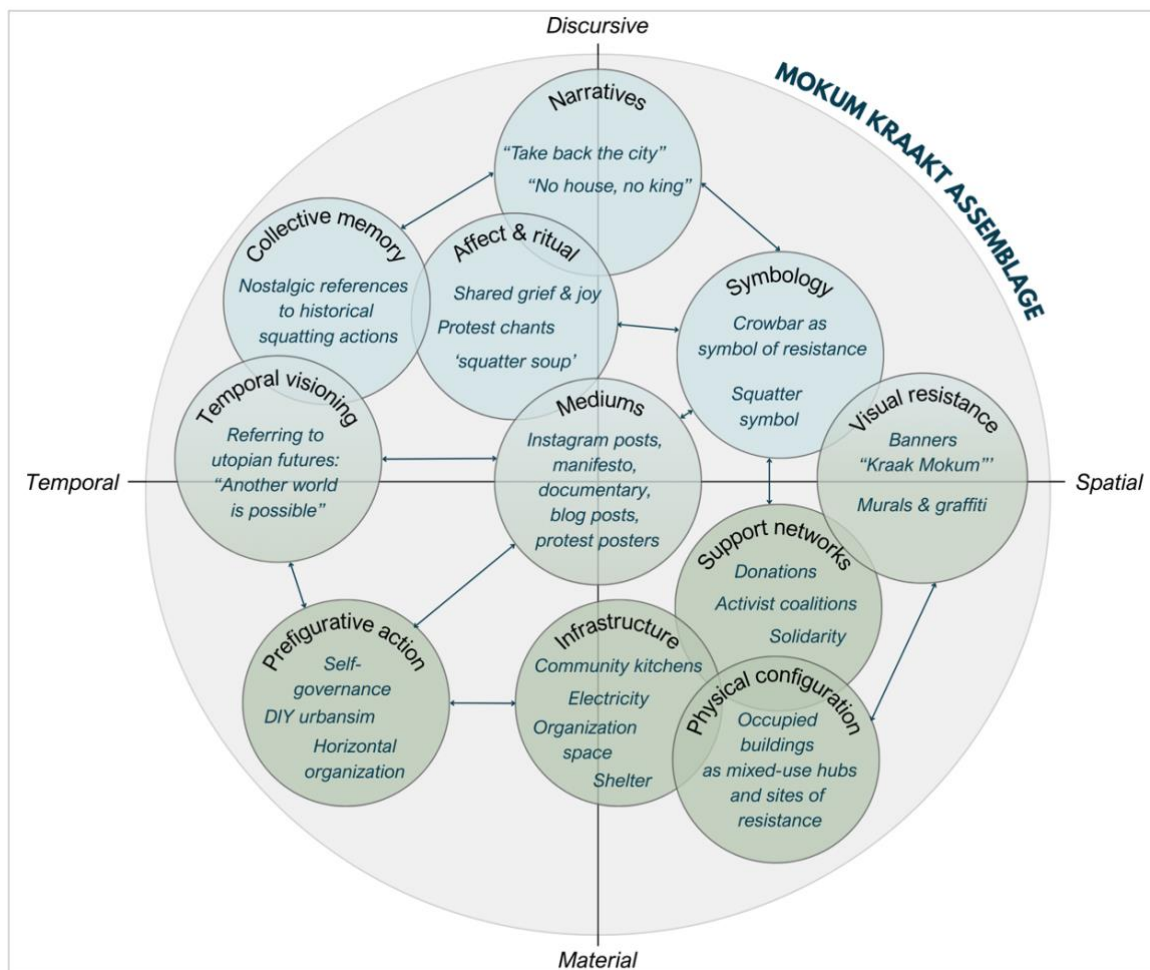 Discursive
MOKUM KRAAKT ASSEMBLAGE
Narratives
“Take back the city”
“No house, no king”
Collective memory
Nostalgic references
to historical
squatting actions
Affect & ritual
Shared grief & joy
Protest chants
‘squatter soup’
Symbology
Crowbar as
symbol of resistance
Squatter
symbol
Temporal visioning
Referring to
utopian futures:
“Another world
is possible”
Mediums
Instagram posts,
manifesto,
documentary,
blog posts,
protest posters
Visual resistance
Banners
“Kraak Mokum”’
Murals & graffiti
Temporal
Spatial
Support networks
Donations
Activist coalitions
Solidarity
Prefigurative action
Self-
governance
DIY urbansim
Horizontal
organization
Infrastructure
Community kitchens
Electricity
Organization
space
Shelter
Physical configuration
Occupied
buildings
as mixed-use hubs
and sites of
resistance
Material